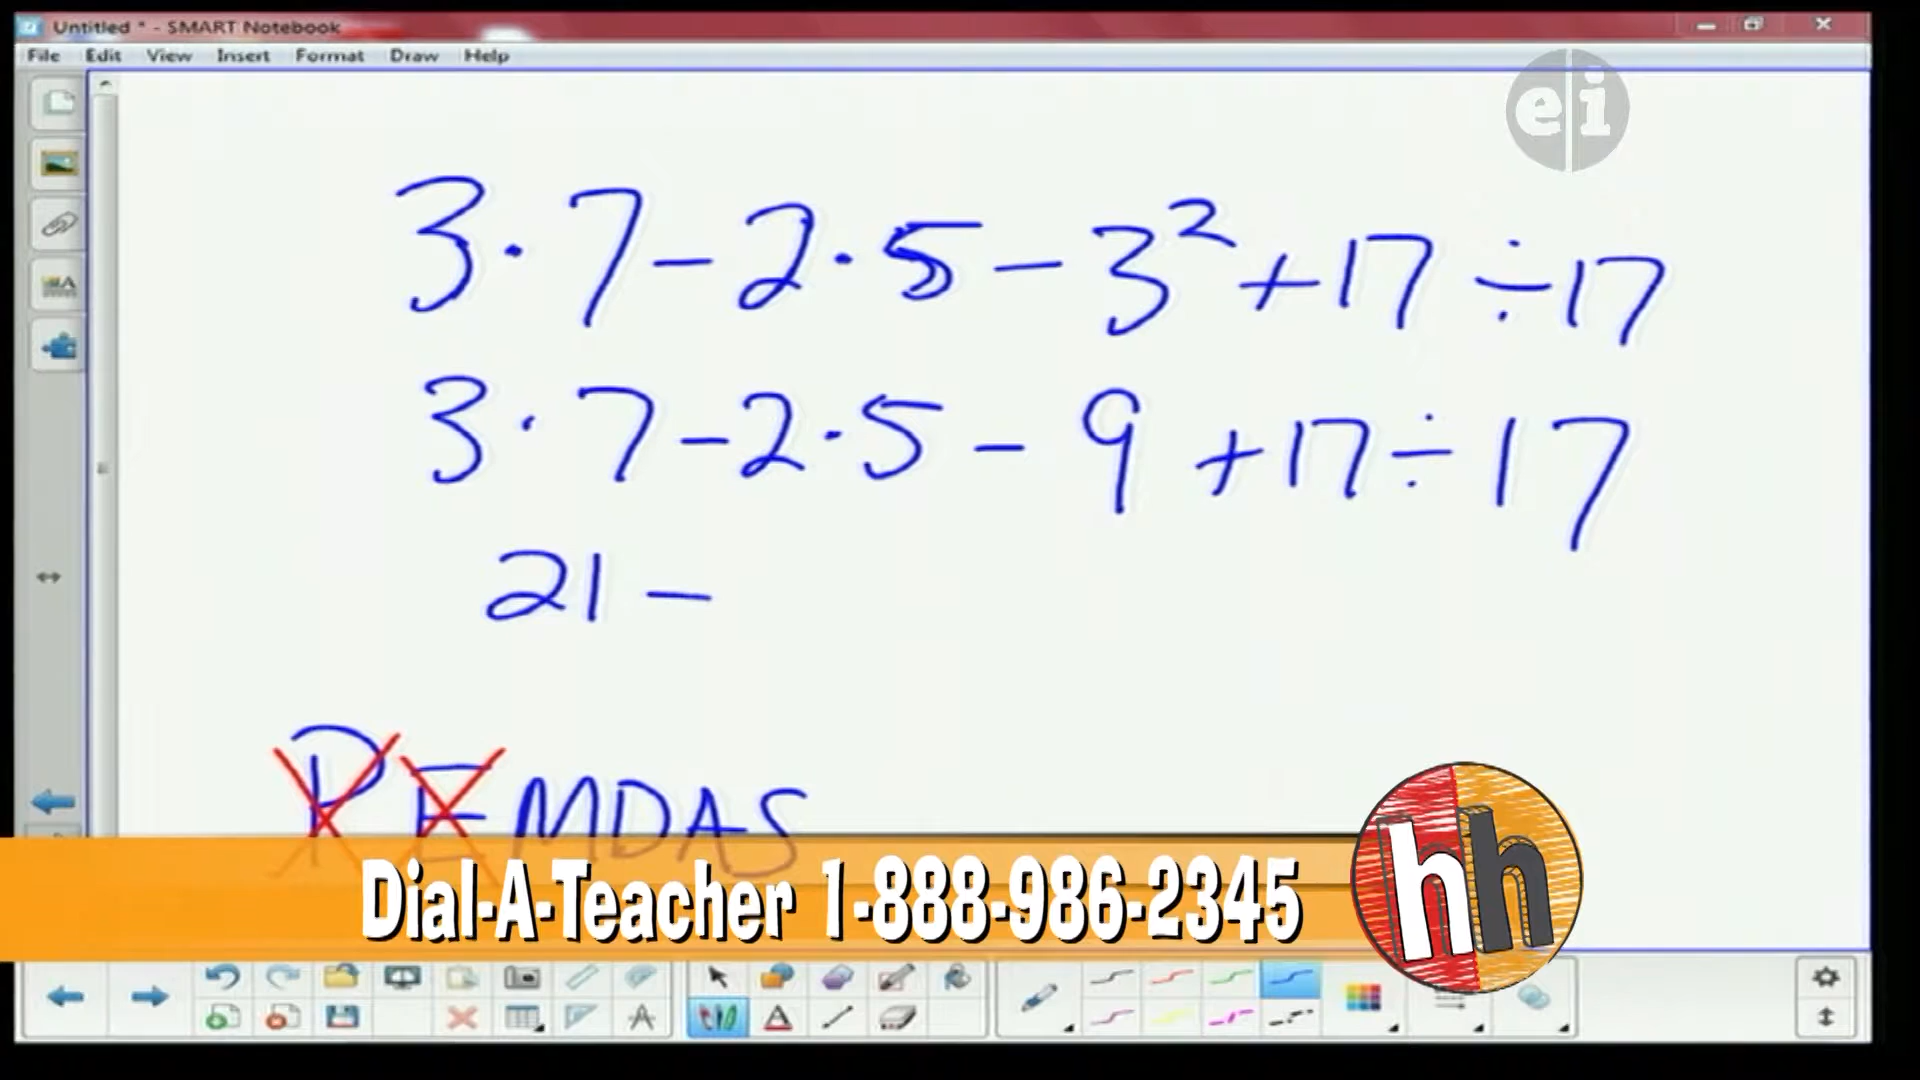 Untitled * - SMART Notebook
File Edit View Insert Format Draw Help
ei
3 · 7 - 2 · 5 - 3² + 17 ÷ 17
3 · 7 - 2 · 5 - 9 + 17 ÷ 17
21 -
PEMDAS
Dial-A-Teacher 1-888-986-2345
hh